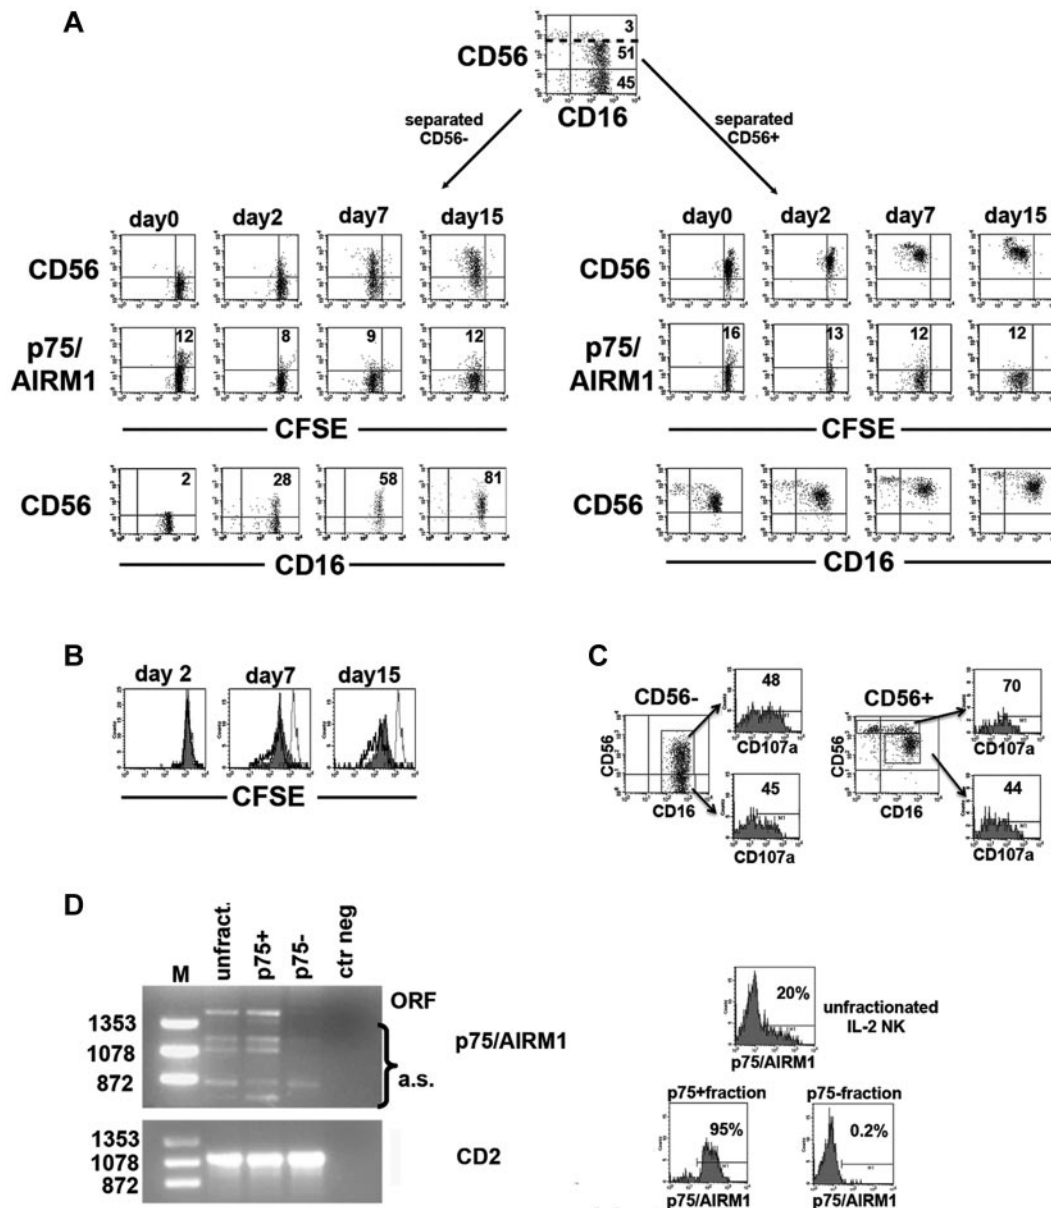 A
CD56
3
51
45
CD16
separated
CD56-
separated
CD56+
day0 day2 day7 day15
CD56
p75/
AIRM1
12 8 9 12
CFSE
CD56
2 28 58 81
CD16
day0 day2 day7 day15
CD56
p75/
AIRM1
16 13 12 12
CFSE
CD56
CD16
B
day 2 day7 day15
CFSE
C
CD56-
CD56
CD16
48
CD107a
45
CD107a
CD56+
CD56
CD16
70
CD107a
44
CD107a
D
M unfract. p75+ p75- ctr neg
1353
1078
872
ORF
a.s.
p75/AIRM1
1353
1078
872
CD2
20%
p75/AIRM1
unfractionated
IL-2 NK
p75+fraction
95%
p75/AIRM1
p75-fraction
0.2%
p75/AIRM1